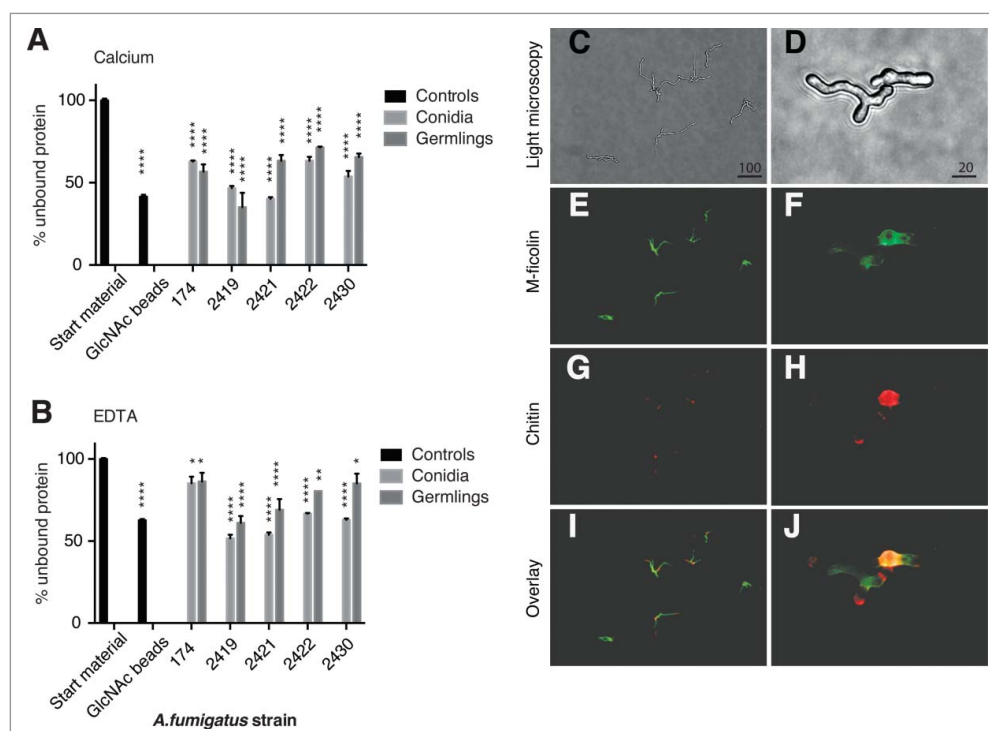 A
Calcium
Controls
Conidia
Germlings
% unbound protein
100
50
0
**** **** **** **** **** **** **** **** **** **** ****
Start material
GlcNAc beads
174
2419
2421
2422
2430
B
EDTA
Controls
Conidia
Germlings
% unbound protein
100
50
0
**** * * **** **** **** **** **** ** **** *
Start material
GlcNAc beads
174
2419
2421
2422
2430
A.fumigatus strain
Light microscopy
C
100
D
20
M-ficolin
E
F
Chitin
G
H
Overlay
I
J